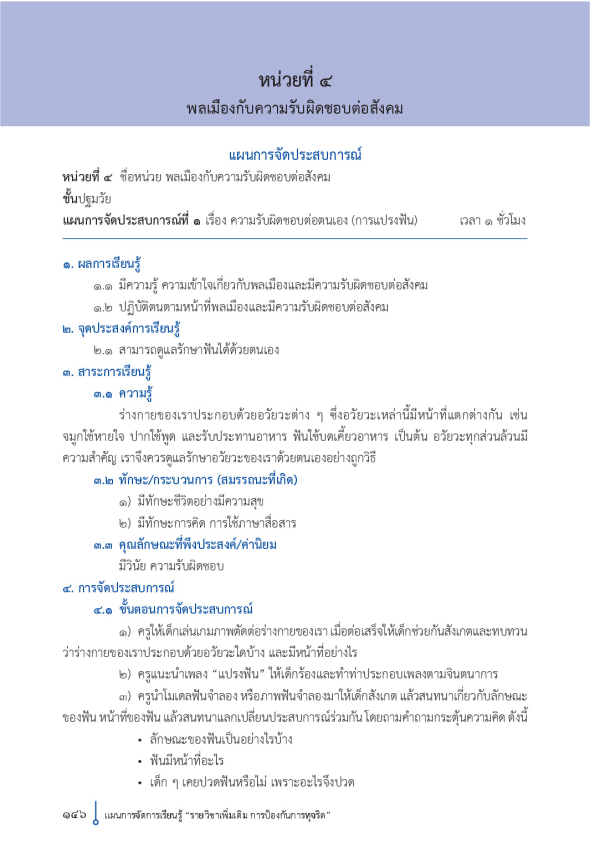 หน่วยที่ ๔
พลเมืองกับความรับผิดชอบต่อสังคม
แผนการจัดประสบการณ์
หน่วยที่ ๔ ชื่อหน่วย พลเมืองกับความรับผิดชอบต่อสังคม
ชั้นปฐมวัย
แผนการจัดประสบการณ์ที่ ๑ เรื่อง ความรับผิดชอบต่อตนเอง (การแปรงฟัน) เวลา ๑ ชั่วโมง
๑. ผลการเรียนรู้
๑.๑ มีความรู้ ความเข้าใจเกี่ยวกับพลเมืองและมีความรับผิดชอบต่อสังคม
๑.๒ ปฏิบัติตนตามหน้าที่พลเมืองและมีความรับผิดชอบต่อสังคม
๒. จุดประสงค์การเรียนรู้
๒.๑ สามารถดูแลรักษาฟันได้ด้วยตนเอง
๓. สาระการเรียนรู้
๓.๑ ความรู้
ร่างกายของเราประกอบด้วยอวัยวะต่าง ๆ ซึ่งอวัยวะเหล่านี้มีหน้าที่แตกต่างกัน เช่น
จมูกใช้หายใจ ปากใช้พูด และรับประทานอาหาร ฟันใช้บดเคี้ยวอาหาร เป็นต้น อวัยวะทุกส่วนล้วนมี
ความสำคัญ เราจึงควรดูแลรักษาอวัยวะของเราด้วยตนเองอย่างถูกวิธี
๓.๒ ทักษะ/กระบวนการ (สมรรถนะที่เกิด)
๑) มีทักษะชีวิตอย่างมีความสุข
๒) มีทักษะการคิด การใช้ภาษาสื่อสาร
๓.๓ คุณลักษณะที่พึงประสงค์/ค่านิยม
มีวินัย ความรับผิดชอบ
๔. การจัดประสบการณ์
๔.๑ ขั้นตอนการจัดประสบการณ์
๑) ครูให้เด็กเล่นเกมภาพตัดต่อร่างกายของเรา เมื่อต่อเสร็จให้เด็กช่วยกันสังเกตและทบทวน
ว่าร่างกายของเราประกอบด้วยอวัยวะใดบ้าง และมีหน้าที่อย่างไร
๒) ครูแนะนำเพลง “แปรงฟัน” ให้เด็กร้องและทำท่าประกอบเพลงตามจินตนาการ
๓) ครูนำโมเดลฟันจำลอง หรือภาพฟันจำลองมาให้เด็กสังเกต แล้วสนทนาเกี่ยวกับลักษณะ
ของฟัน หน้าที่ของฟัน แล้วสนทนาแลกเปลี่ยนประสบการณ์ร่วมกัน โดยถามคำถามกระตุ้นความคิด ดังนี้
• ลักษณะของฟันเป็นอย่างไรบ้าง
• ฟันมีหน้าที่อะไร
• เด็ก ๆ เคยปวดฟันหรือไม่ เพราะอะไรจึงปวด
๑๔๖ แผนการจัดการเรียนรู้ “รายวิชาเพิ่มเติม การป้องกันการทุจริต”